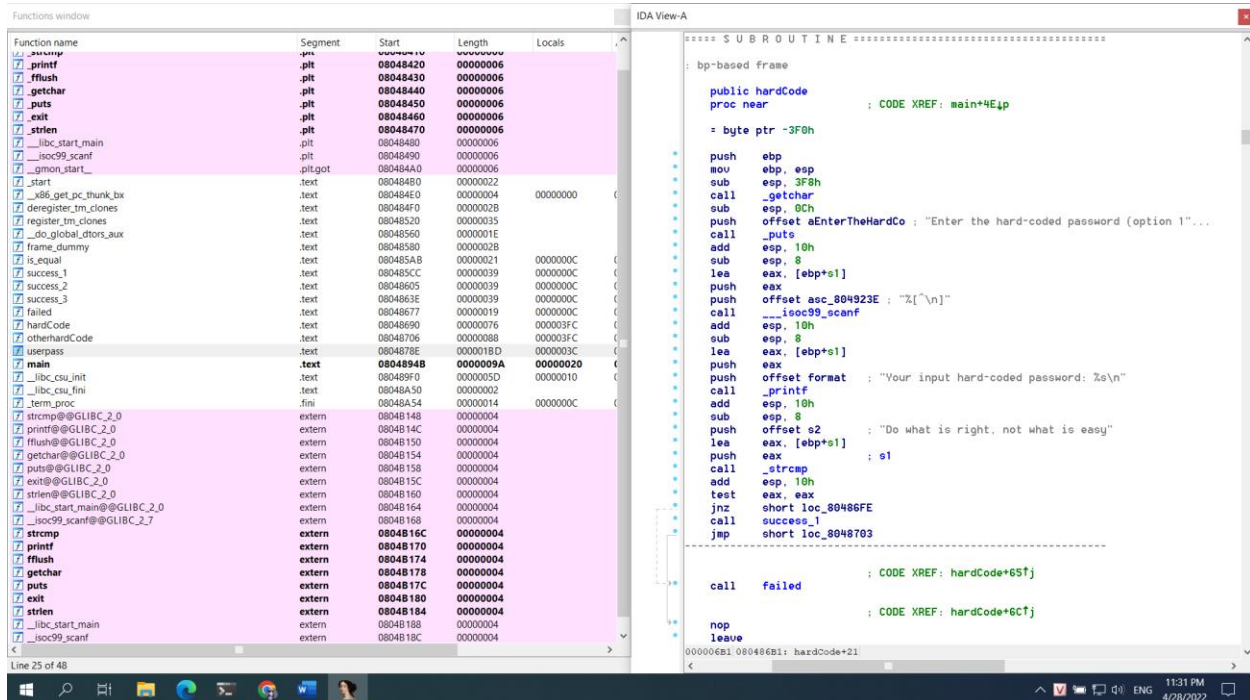 Functions window
Function name Segment Start Length Locals
_strcmp .plt 08048410 00000006
_printf .plt 08048420 00000006
_fflush .plt 08048430 00000006
_getchar .plt 08048440 00000006
_puts .plt 08048450 00000006
_exit .plt 08048460 00000006
_strlen .plt 08048470 00000006
__libc_start_main .plt 08048480 00000006
___isoc99_scanf .plt 08048490 00000006
__gmon_start__ .plt.got 080484A0 00000006
_start .text 080484B0 00000022
__x86_get_pc_thunk_bx .text 080484E0 00000004 00000000
deregister_tm_clones .text 080484F0 0000002B
register_tm_clones .text 08048520 00000035
__do_global_dtors_aux .text 08048560 0000001E
frame_dummy .text 08048580 0000002B
is_equal .text 080485AB 00000021 0000000C
success_1 .text 080485CC 00000039 0000000C
success_2 .text 08048605 00000039 0000000C
success_3 .text 0804863E 00000039 0000000C
failed .text 08048677 00000019 0000000C
hardCode .text 08048690 00000076 000003FC
otherhardCode .text 08048706 00000088 000003FC
userpass .text 0804878E 000001BD 0000003C
main .text 0804894B 0000009A 00000020
__libc_csu_init .text 080489F0 0000005D 00000010
__libc_csu_fini .text 08048A50 00000002
_term_proc .fini 08048A54 00000014 0000000C
strcmp@@GLIBC_2_0 extern 0804B148 00000004
printf@@GLIBC_2_0 extern 0804B14C 00000004
fflush@@GLIBC_2_0 extern 0804B150 00000004
getchar@@GLIBC_2_0 extern 0804B154 00000004
puts@@GLIBC_2_0 extern 0804B158 00000004
exit@@GLIBC_2_0 extern 0804B15C 00000004
strlen@@GLIBC_2_0 extern 0804B160 00000004
__libc_start_main@@GLIBC_2_0 extern 0804B164 00000004
__isoc99_scanf@@GLIBC_2_7 extern 0804B168 00000004
strcmp extern 0804B16C 00000004
printf extern 0804B170 00000004
fflush extern 0804B174 00000004
getchar extern 0804B178 00000004
puts extern 0804B17C 00000004
exit extern 0804B180 00000004
strlen extern 0804B184 00000004
__libc_start_main extern 0804B188 00000004
__isoc99_scanf extern 0804B18C 00000004
Line 25 of 48
IDA View-A
===== S U B R O U T I N E =======================================
; bp-based frame
public hardCode
proc near ; CODE XREF: main+4E↓p
= byte ptr -3F0h
push ebp
mov ebp, esp
sub esp, 3F8h
call _getchar
sub esp, 0Ch
push offset aEnterTheHardCo ; "Enter the hard-coded password (option 1"...
call _puts
add esp, 10h
sub esp, 8
lea eax, [ebp+s1]
push eax
push offset asc_804923E ; "%[^\n]"
call ___isoc99_scanf
add esp, 10h
sub esp, 8
lea eax, [ebp+s1]
push eax
push offset format ; "Your input hard-coded password: %s\n"
call _printf
add esp, 10h
sub esp, 8
push offset s2 ; "Do what is right, not what is easy"
lea eax, [ebp+s1]
push eax ; s1
call _strcmp
add esp, 10h
test eax, eax
jnz short loc_80486FE
call success_1
jmp short loc_8048703
; CODE XREF: hardCode+65↑j
call failed
; CODE XREF: hardCode+6C↑j
nop
leave
000006B1 080486B1: hardCode+21
ENG
11:31 PM
4/28/2022